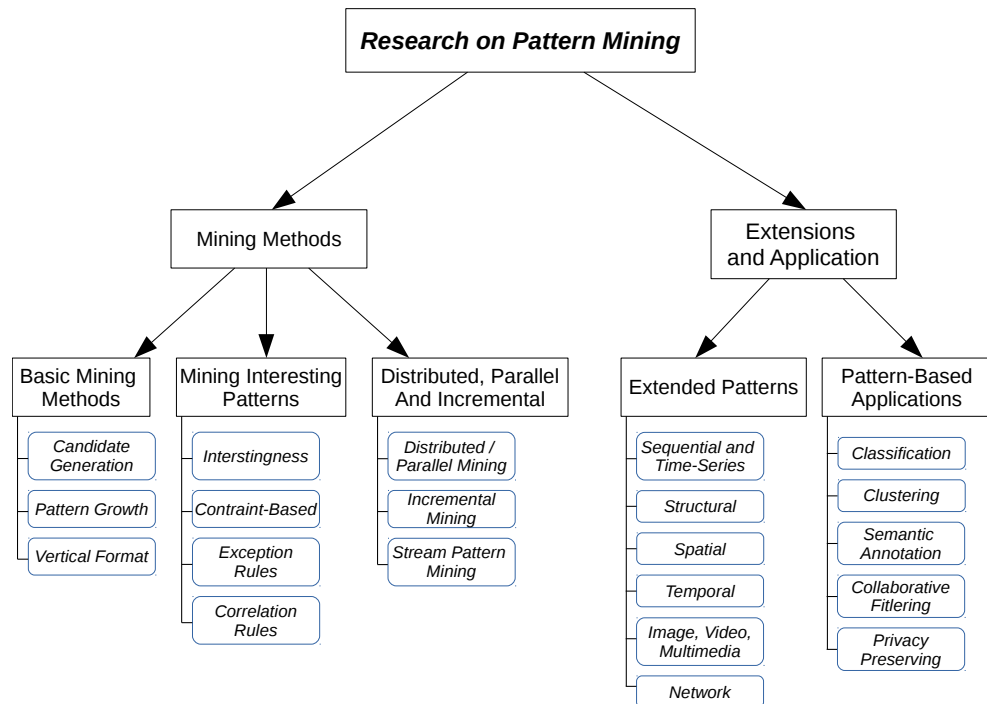 Research on Pattern Mining
Mining Methods
Extensions
and Application
Basic Mining
Methods
Candidate
Generation
Pattern Growth
Vertical Format
Mining Interesting
Patterns
Interstingness
Contraint-Based
Exception
Rules
Correlation
Rules
Distributed, Parallel
And Incremental
Distributed /
Parallel Mining
Incremental
Mining
Stream Pattern
Mining
Extended Patterns
Sequential and
Time-Series
Structural
Spatial
Temporal
Image, Video,
Multimedia
Network
Pattern-Based
Applications
Classification
Clustering
Semantic
Annotation
Collaborative
Fitlering
Privacy
Preserving